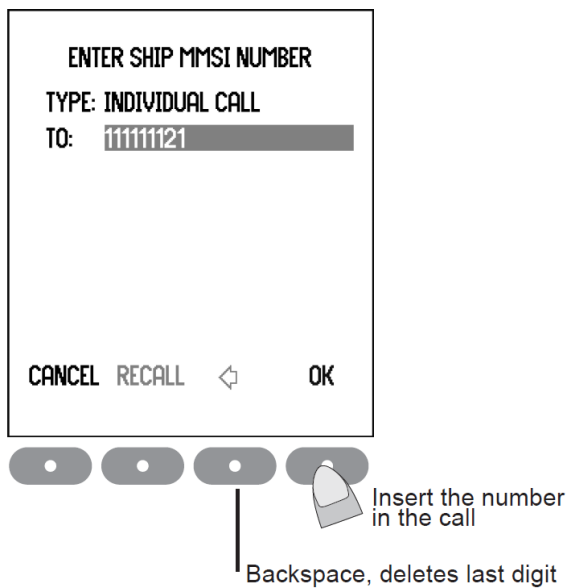 ENTER SHIP MMSI NUMBER
TYPE: INDIVIDUAL CALL
TO: 111111121
CANCEL RECALL OK
Insert the number
in the call
Backspace, deletes last digit